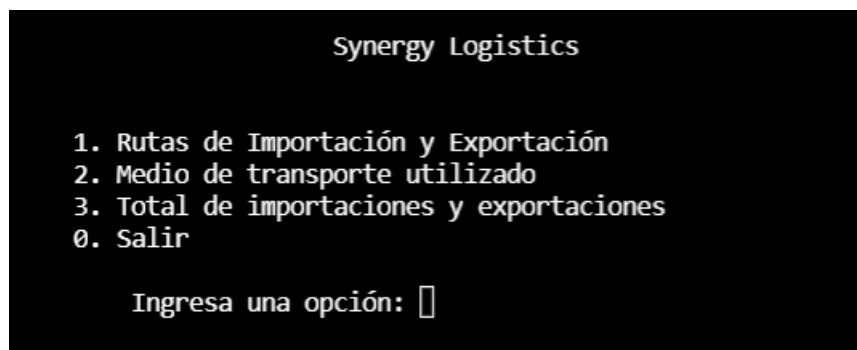 Synergy Logistics
1. Rutas de Importación y Exportación
2. Medio de transporte utilizado
3. Total de importaciones y exportaciones
0. Salir
Ingresa una opción: